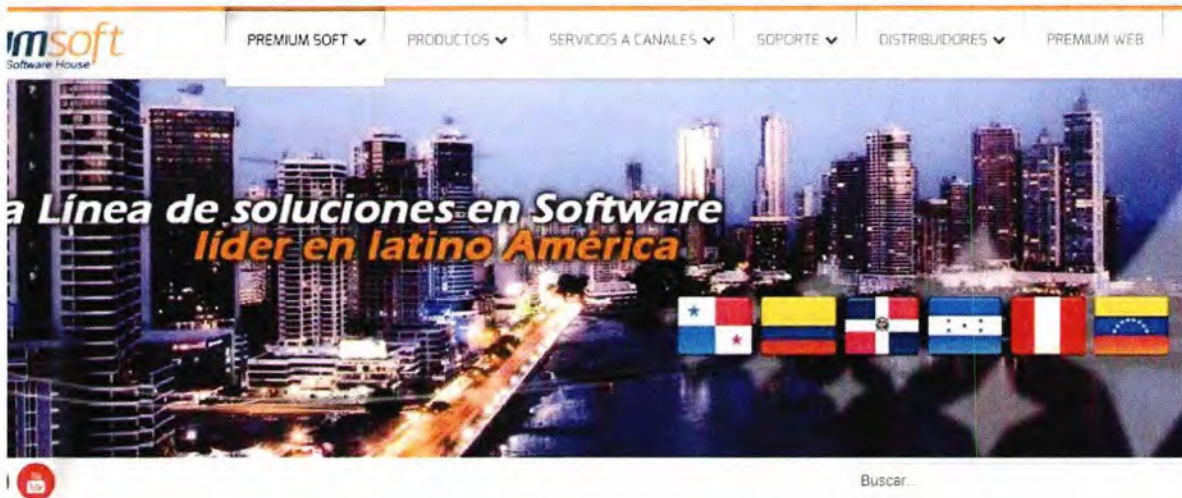 umsoft
Software House
PREMIUM SOFT
PRODUCTOS
SERVICIOS A CANALES
SOPORTE
DISTRIBUIDORES
PREMIUM WEB
a Línea de soluciones en Software
líder en latino América
Buscar...